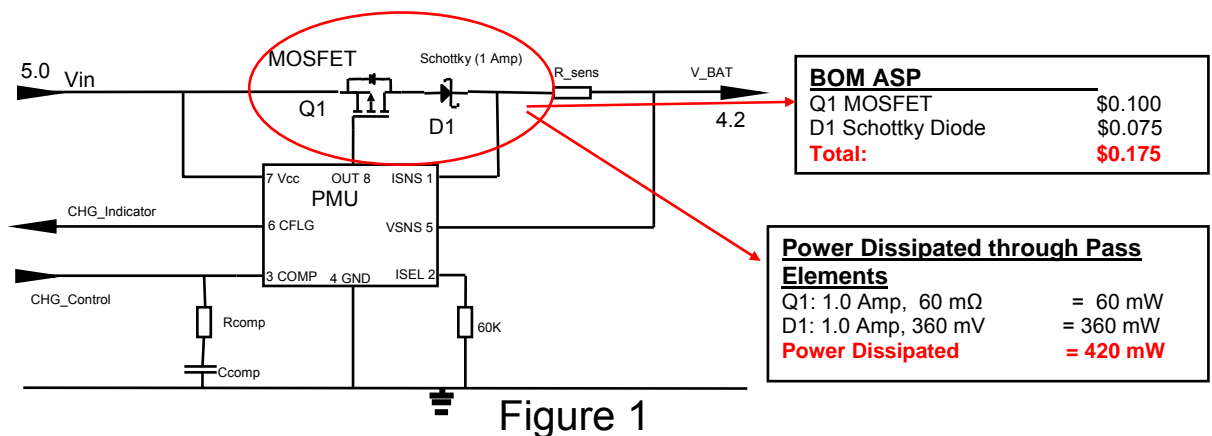 MOSFET
Schottky (1 Amp)
5.0
Vin
R_sens
V_BAT
Q1
D1
4.2
BOM ASP
Q1 MOSFET $0.100
D1 Schottky Diode $0.075
Total: $0.175
7 Vcc
OUT 8
ISNS 1
PMU
CHG_Indicator
6 CFLG
VSNS 5
3 COMP
4 GND
ISEL 2
CHG_Control
Rcomp
60K
Ccomp
Power Dissipated through Pass
Elements
Q1: 1.0 Amp, 60 mΩ = 60 mW
D1: 1.0 Amp, 360 mV = 360 mW
Power Dissipated = 420 mW
Figure 1